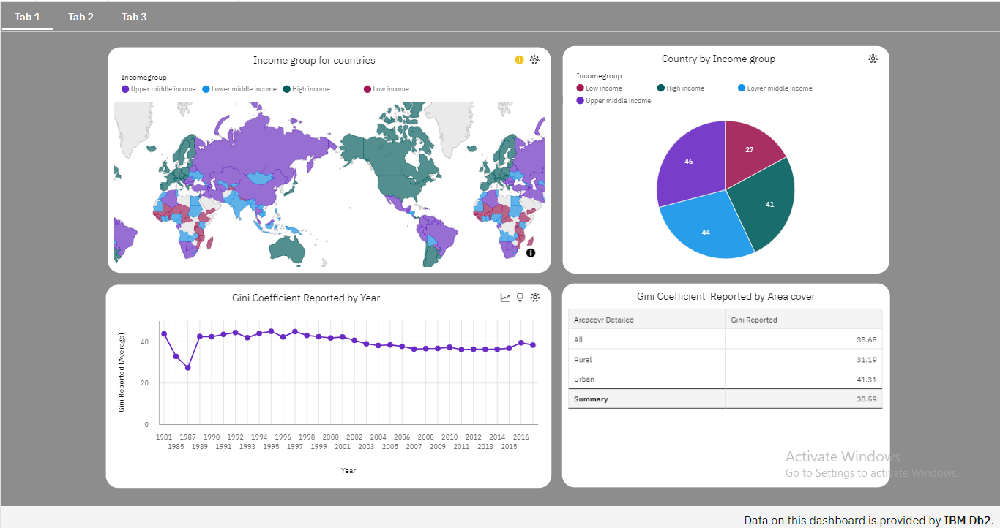 Tab 1 Tab 2 Tab 3
Income group for countries
Incomegroup
Upper middle income Lower middle income High income Low income
Country by Income group
Incomegroup
Low income High income Lower middle income
Upper middle income
27
46
41
44
Gini Coefficient Reported by Year
Gini Reported (Average)
40
20
0
1981 1987 1990 1992 1994 1996 1998 2000 2002 2004 2006 2008 2010 2012 2014 2016
1985 1989 1991 1993 1995 1997 1999 2001 2003 2005 2007 2009 2011 2013 2015
Year
Gini Coefficient Reported by Area cover
Areacovr Detailed Gini Reported
All 38.65
Rural 31.19
Urban 41.31
Summary 38.59
Activate Windows
Go to Settings to activate Windows.
Data on this dashboard is provided by IBM Db2.